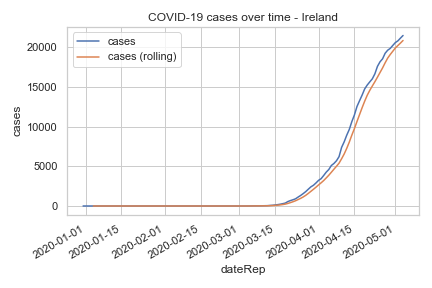 COVID-19 cases over time - Ireland
cases
cases (rolling)
20000
15000
10000
5000
0
cases
2020-01-01
2020-01-15
2020-02-01
2020-02-15
2020-03-01
2020-03-15
2020-04-01
2020-04-15
2020-05-01
dateRep